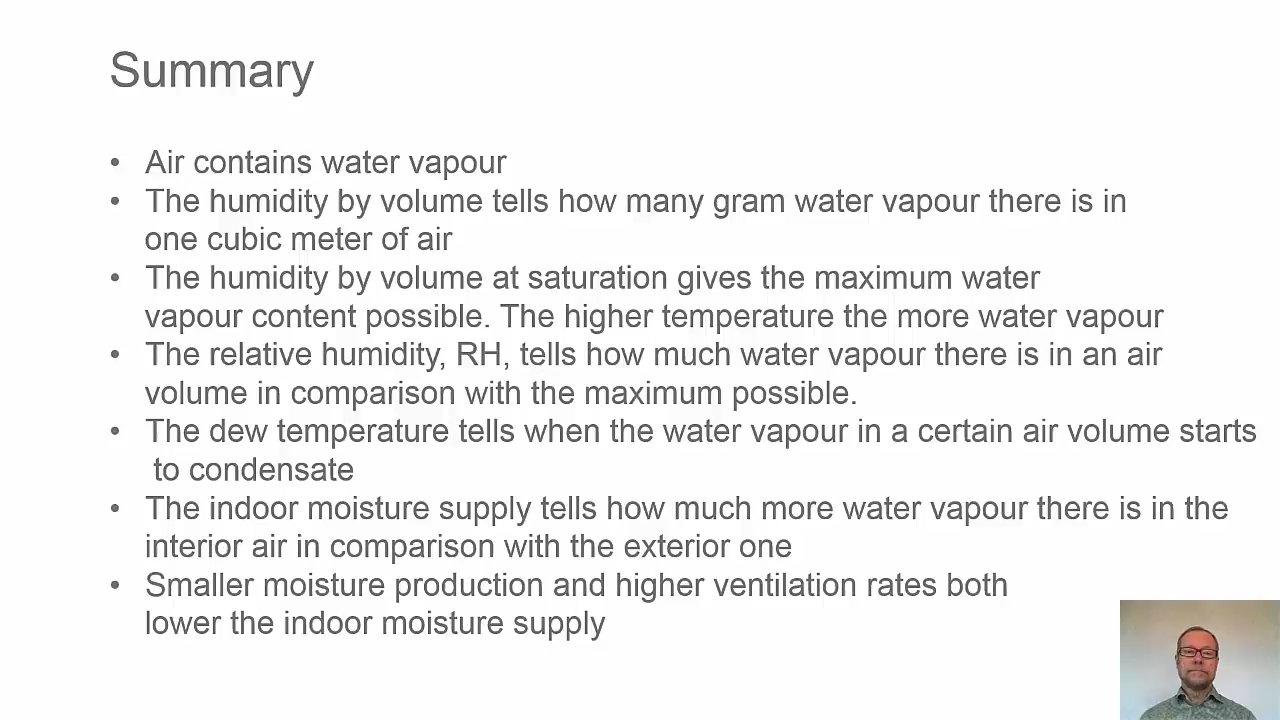 Summary
• Air contains water vapour
• The humidity by volume tells how many gram water vapour there is in
one cubic meter of air
• The humidity by volume at saturation gives the maximum water
vapour content possible. The higher temperature the more water vapour
• The relative humidity, RH, tells how much water vapour there is in an air
volume in comparison with the maximum possible.
• The dew temperature tells when the water vapour in a certain air volume starts
to condensate
• The indoor moisture supply tells how much more water vapour there is in the
interior air in comparison with the exterior one
• Smaller moisture production and higher ventilation rates both
lower the indoor moisture supply